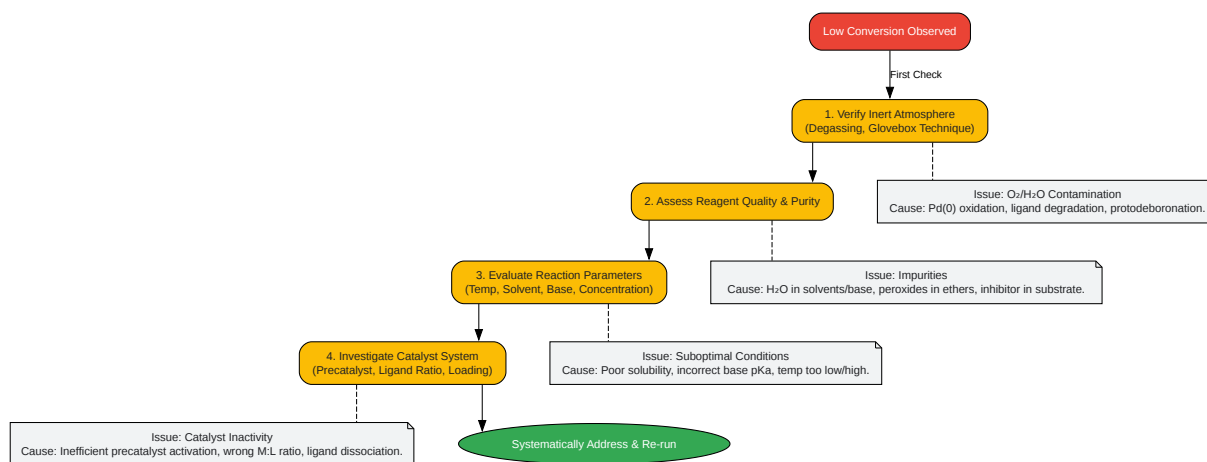 Low Conversion Observed
First Check
1. Verify Inert Atmosphere
(Degassing, Glovebox Technique)
Issue: O₂/H₂O Contamination
Cause: Pd(0) oxidation, ligand degradation, protodeboronation.
2. Assess Reagent Quality & Purity
Issue: Impurities
Cause: H₂O in solvents/base, peroxides in ethers, inhibitor in substrate.
3. Evaluate Reaction Parameters
(Temp, Solvent, Base, Concentration)
Issue: Suboptimal Conditions
Cause: Poor solubility, incorrect base pKa, temp too low/high.
4. Investigate Catalyst System
(Precatalyst, Ligand Ratio, Loading)
Issue: Catalyst Inactivity
Cause: Inefficient precatalyst activation, wrong M:L ratio, ligand dissociation.
Systematically Address & Re-run